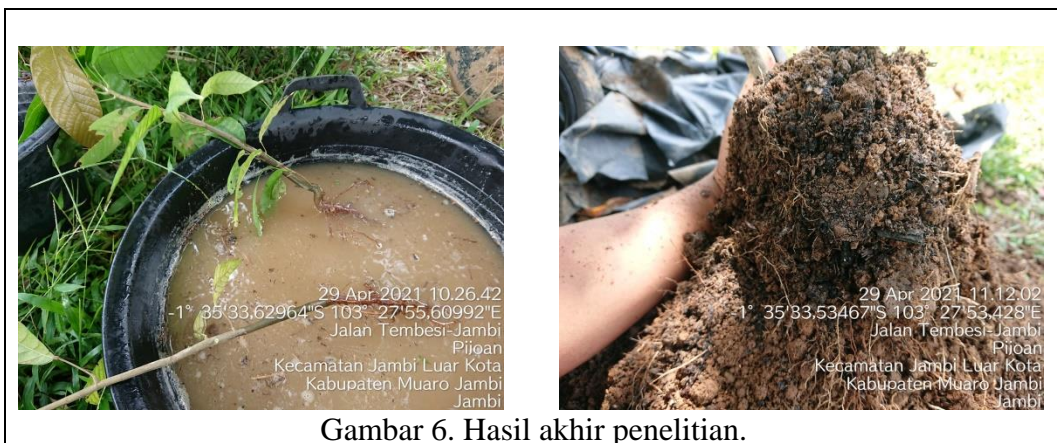 29 Apr 2021 10.26.42
-1° 35'33,62964"S 103° 27'55,60992"E
Jalan Tembesi-Jambi
Pijoan
Kecamatan Jambi Luar Kota
Kabupaten Muaro Jambi
Jambi
29 Apr 2021 11.12.02
1° 35'33,53467"S 103° 27'53,428"E
Jalan Tembesi-Jambi
Pijoan
Kecamatan Jambi Luar Kota
Kabupaten Muaro Jambi
Jambi
Gambar 6. Hasil akhir penelitian.